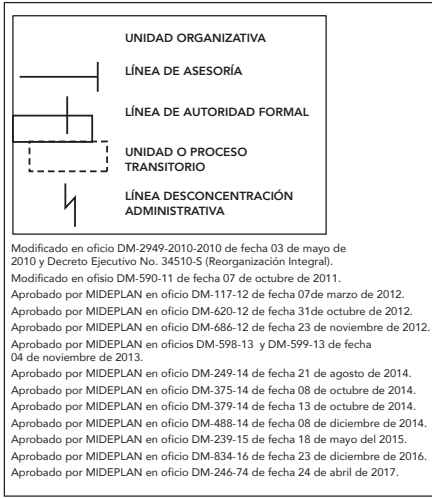 UNIDAD ORGANIZATIVA
LÍNEA DE ASESORÍA
LÍNEA DE AUTORIDAD FORMAL
UNIDAD O PROCESO
TRANSITORIO
LÍNEA DESCONCENTRACIÓN
ADMINISTRATIVA
Modificado en oficio DM-2949-2010-2010 de fecha 03 de mayo de
2010 y Decreto Ejecutivo No. 34510-S (Reorganización Integral).
Modificado en ofisio DM-590-11 de fecha 07 de octubre de 2011.
Aprobado por MIDEPLAN en oficio DM-117-12 de fecha 07de marzo de 2012.
Aprobado por MIDEPLAN en oficio DM-620-12 de fecha 31de octubre de 2012.
Aprobado por MIDEPLAN en oficio DM-686-12 de fecha 23 de noviembre de 2012.
Aprobado por MIDEPLAN en oficios DM-598-13 y DM-599-13 de fecha
04 de noviembre de 2013.
Aprobado por MIDEPLAN en oficio DM-249-14 de fecha 21 de agosto de 2014.
Aprobado por MIDEPLAN en oficio DM-375-14 de fecha 08 de octubre de 2014.
Aprobado por MIDEPLAN en oficio DM-379-14 de fecha 13 de octubre de 2014.
Aprobado por MIDEPLAN en oficio DM-488-14 de fecha 08 de diciembre de 2014.
Aprobado por MIDEPLAN en oficio DM-239-15 de fecha 18 de mayo del 2015.
Aprobado por MIDEPLAN en oficio DM-834-16 de fecha 23 de diciembre de 2016.
Aprobado por MIDEPLAN en oficio DM-246-74 de fecha 24 de abril de 2017.